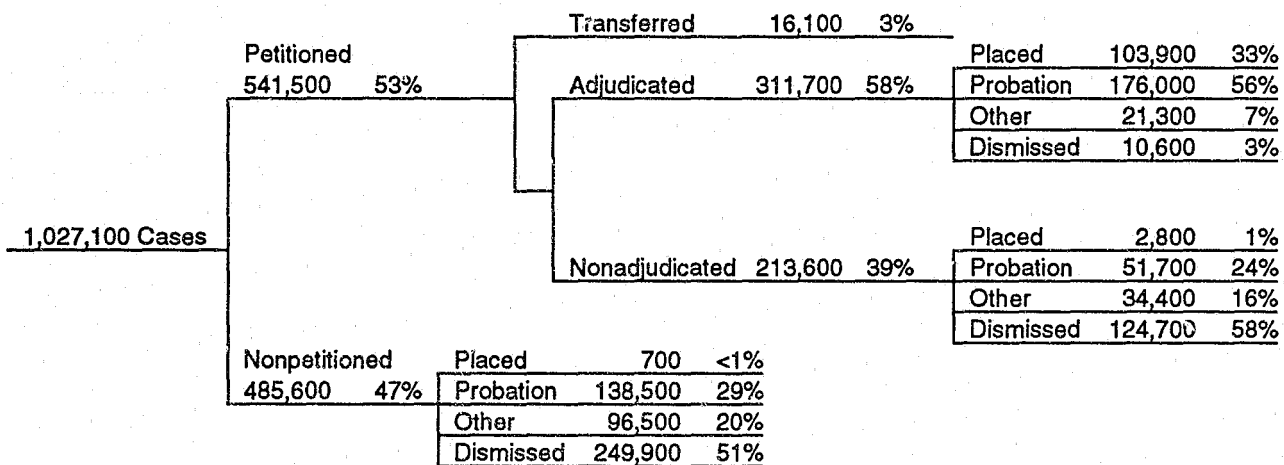 Transferred 16,100 3%
Petitioned
541,500 53%
Adjudicated 311,700 58%
Placed 103,900 33%
Probation 176,000 56%
Other 21,300 7%
Dismissed 10,600 3%
1,027,100 Cases
Nonadjudicated 213,600 39%
Placed 2,800 1%
Probation 51,700 24%
Other 34,400 16%
Dismissed 124,700 58%
Nonpetitioned
485,600 47%
Placed 700 <1%
Probation 138,500 29%
Other 96,500 20%
Dismissed 249,900 51%